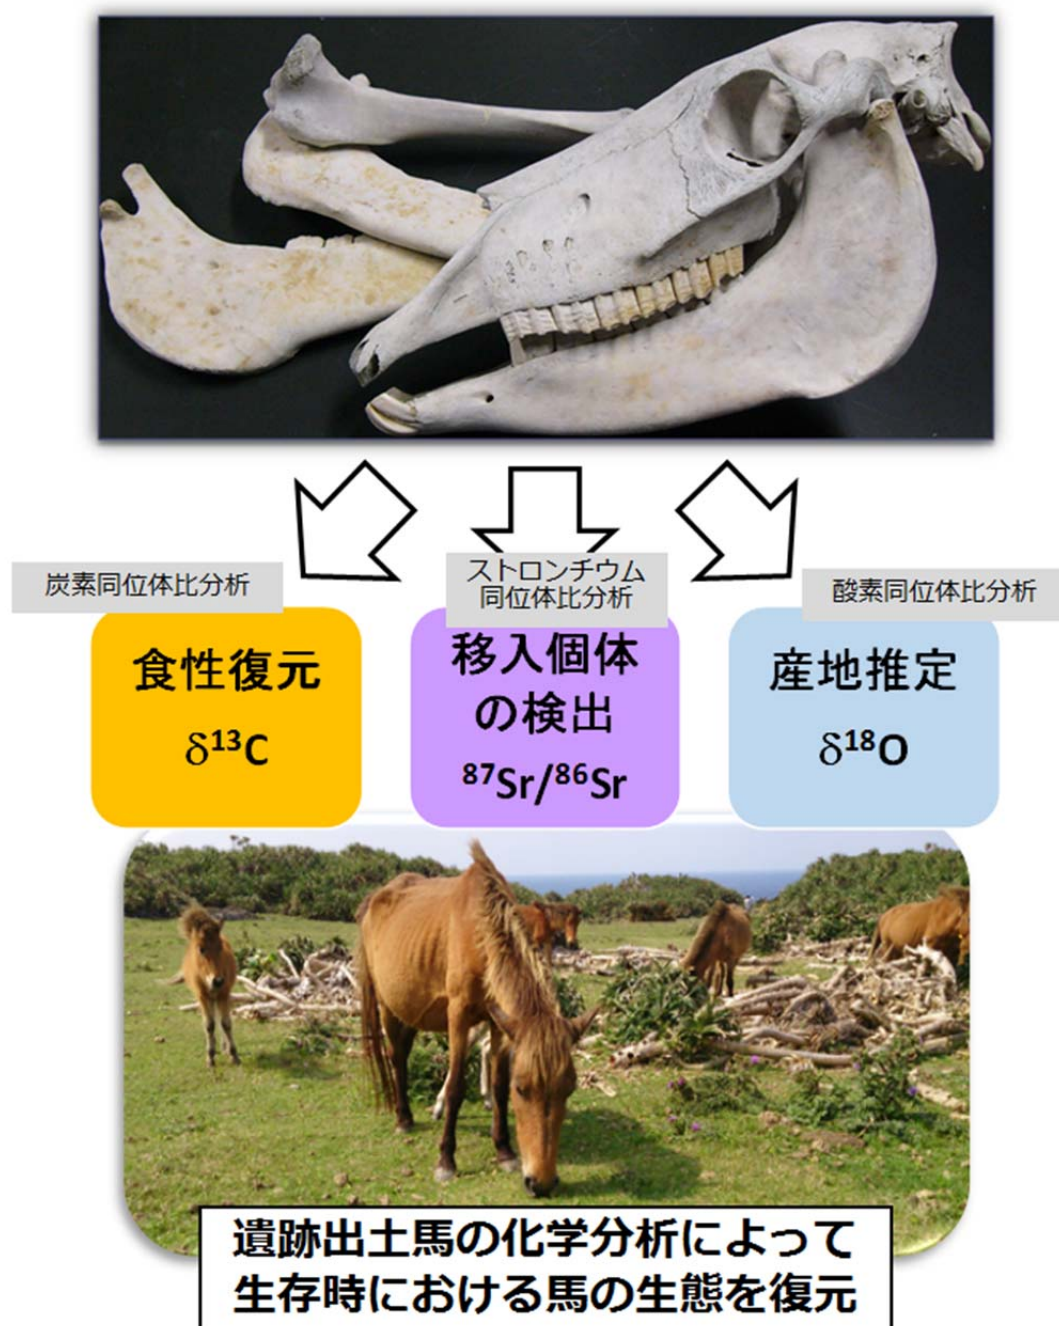 炭素同位体比分析
ストロンチウム
同位体比分析
酸素同位体比分析
食性復元
δ¹³C
移入個体
の検出
⁸⁷Sr/⁸⁶Sr
産地推定
δ¹⁸O
遺跡出土馬の化学分析によって
生存時における馬の生態を復元